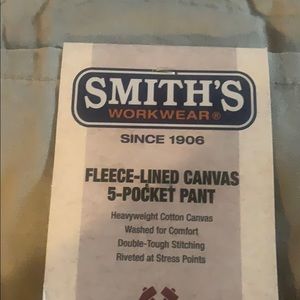 SMITH'S
WORKWEAR®
SINCE 1906
FLEECE-LINED CANVAS
5-POCKET PANT
Heavyweight Cotton Canvas
Washed for Comfort
Double-Tough Stitching
Riveted at Stress Points